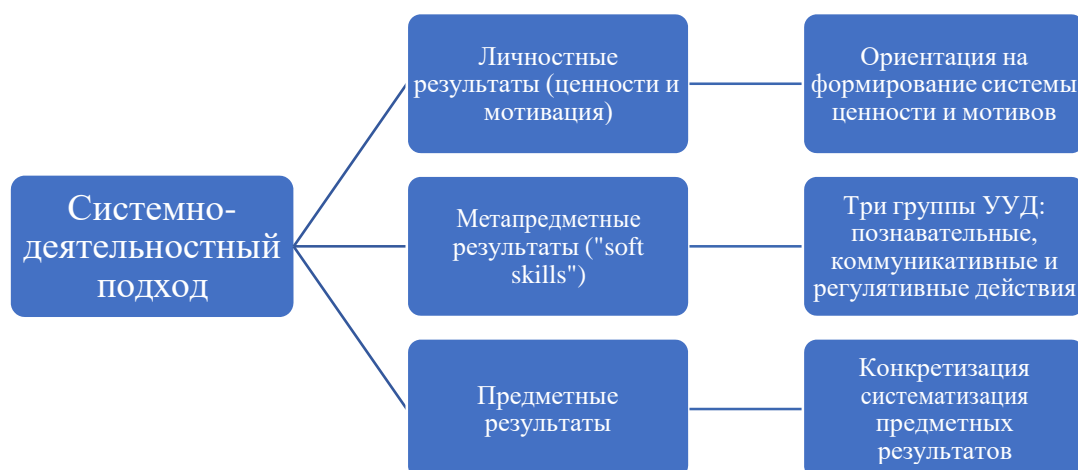 Системно-
деятельностный
подход
Личностные
результаты (ценности и
мотивация)
Ориентация на
формирование системы
ценности и мотивов
Метапредметные
результаты ("soft
skills")
Три группы УУД:
познавательные,
коммуникативные и
регулятивные действия
Предметные
результаты
Конкретизация
систематизация
предметных
результатов